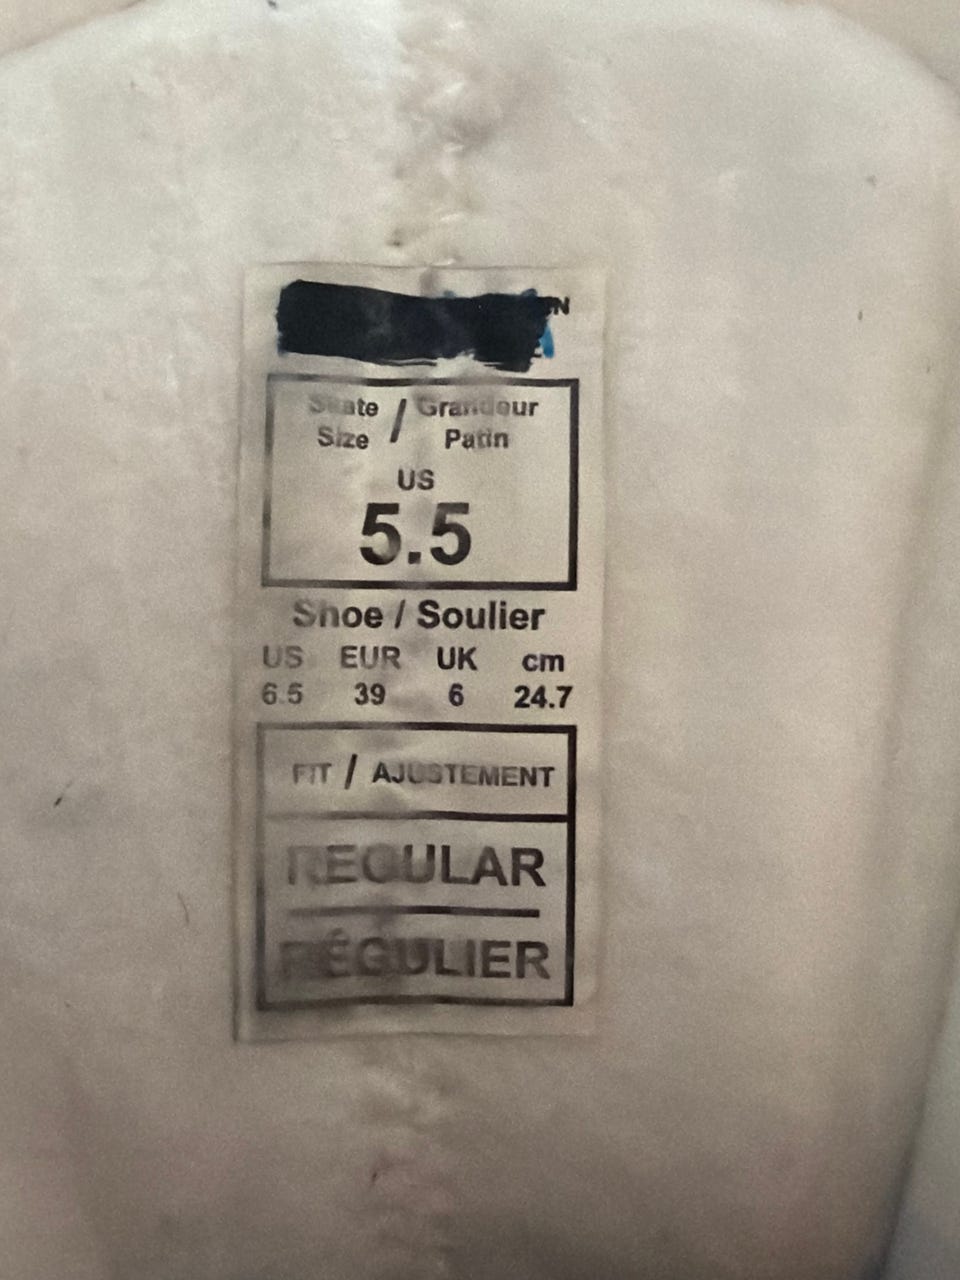 Skate / Grandeur
Size / Patin
US
5.5
Shoe / Soulier
US EUR UK cm
6.5 39 6 24.7
FIT / AJUSTEMENT
REGULAR
RÉGULIER